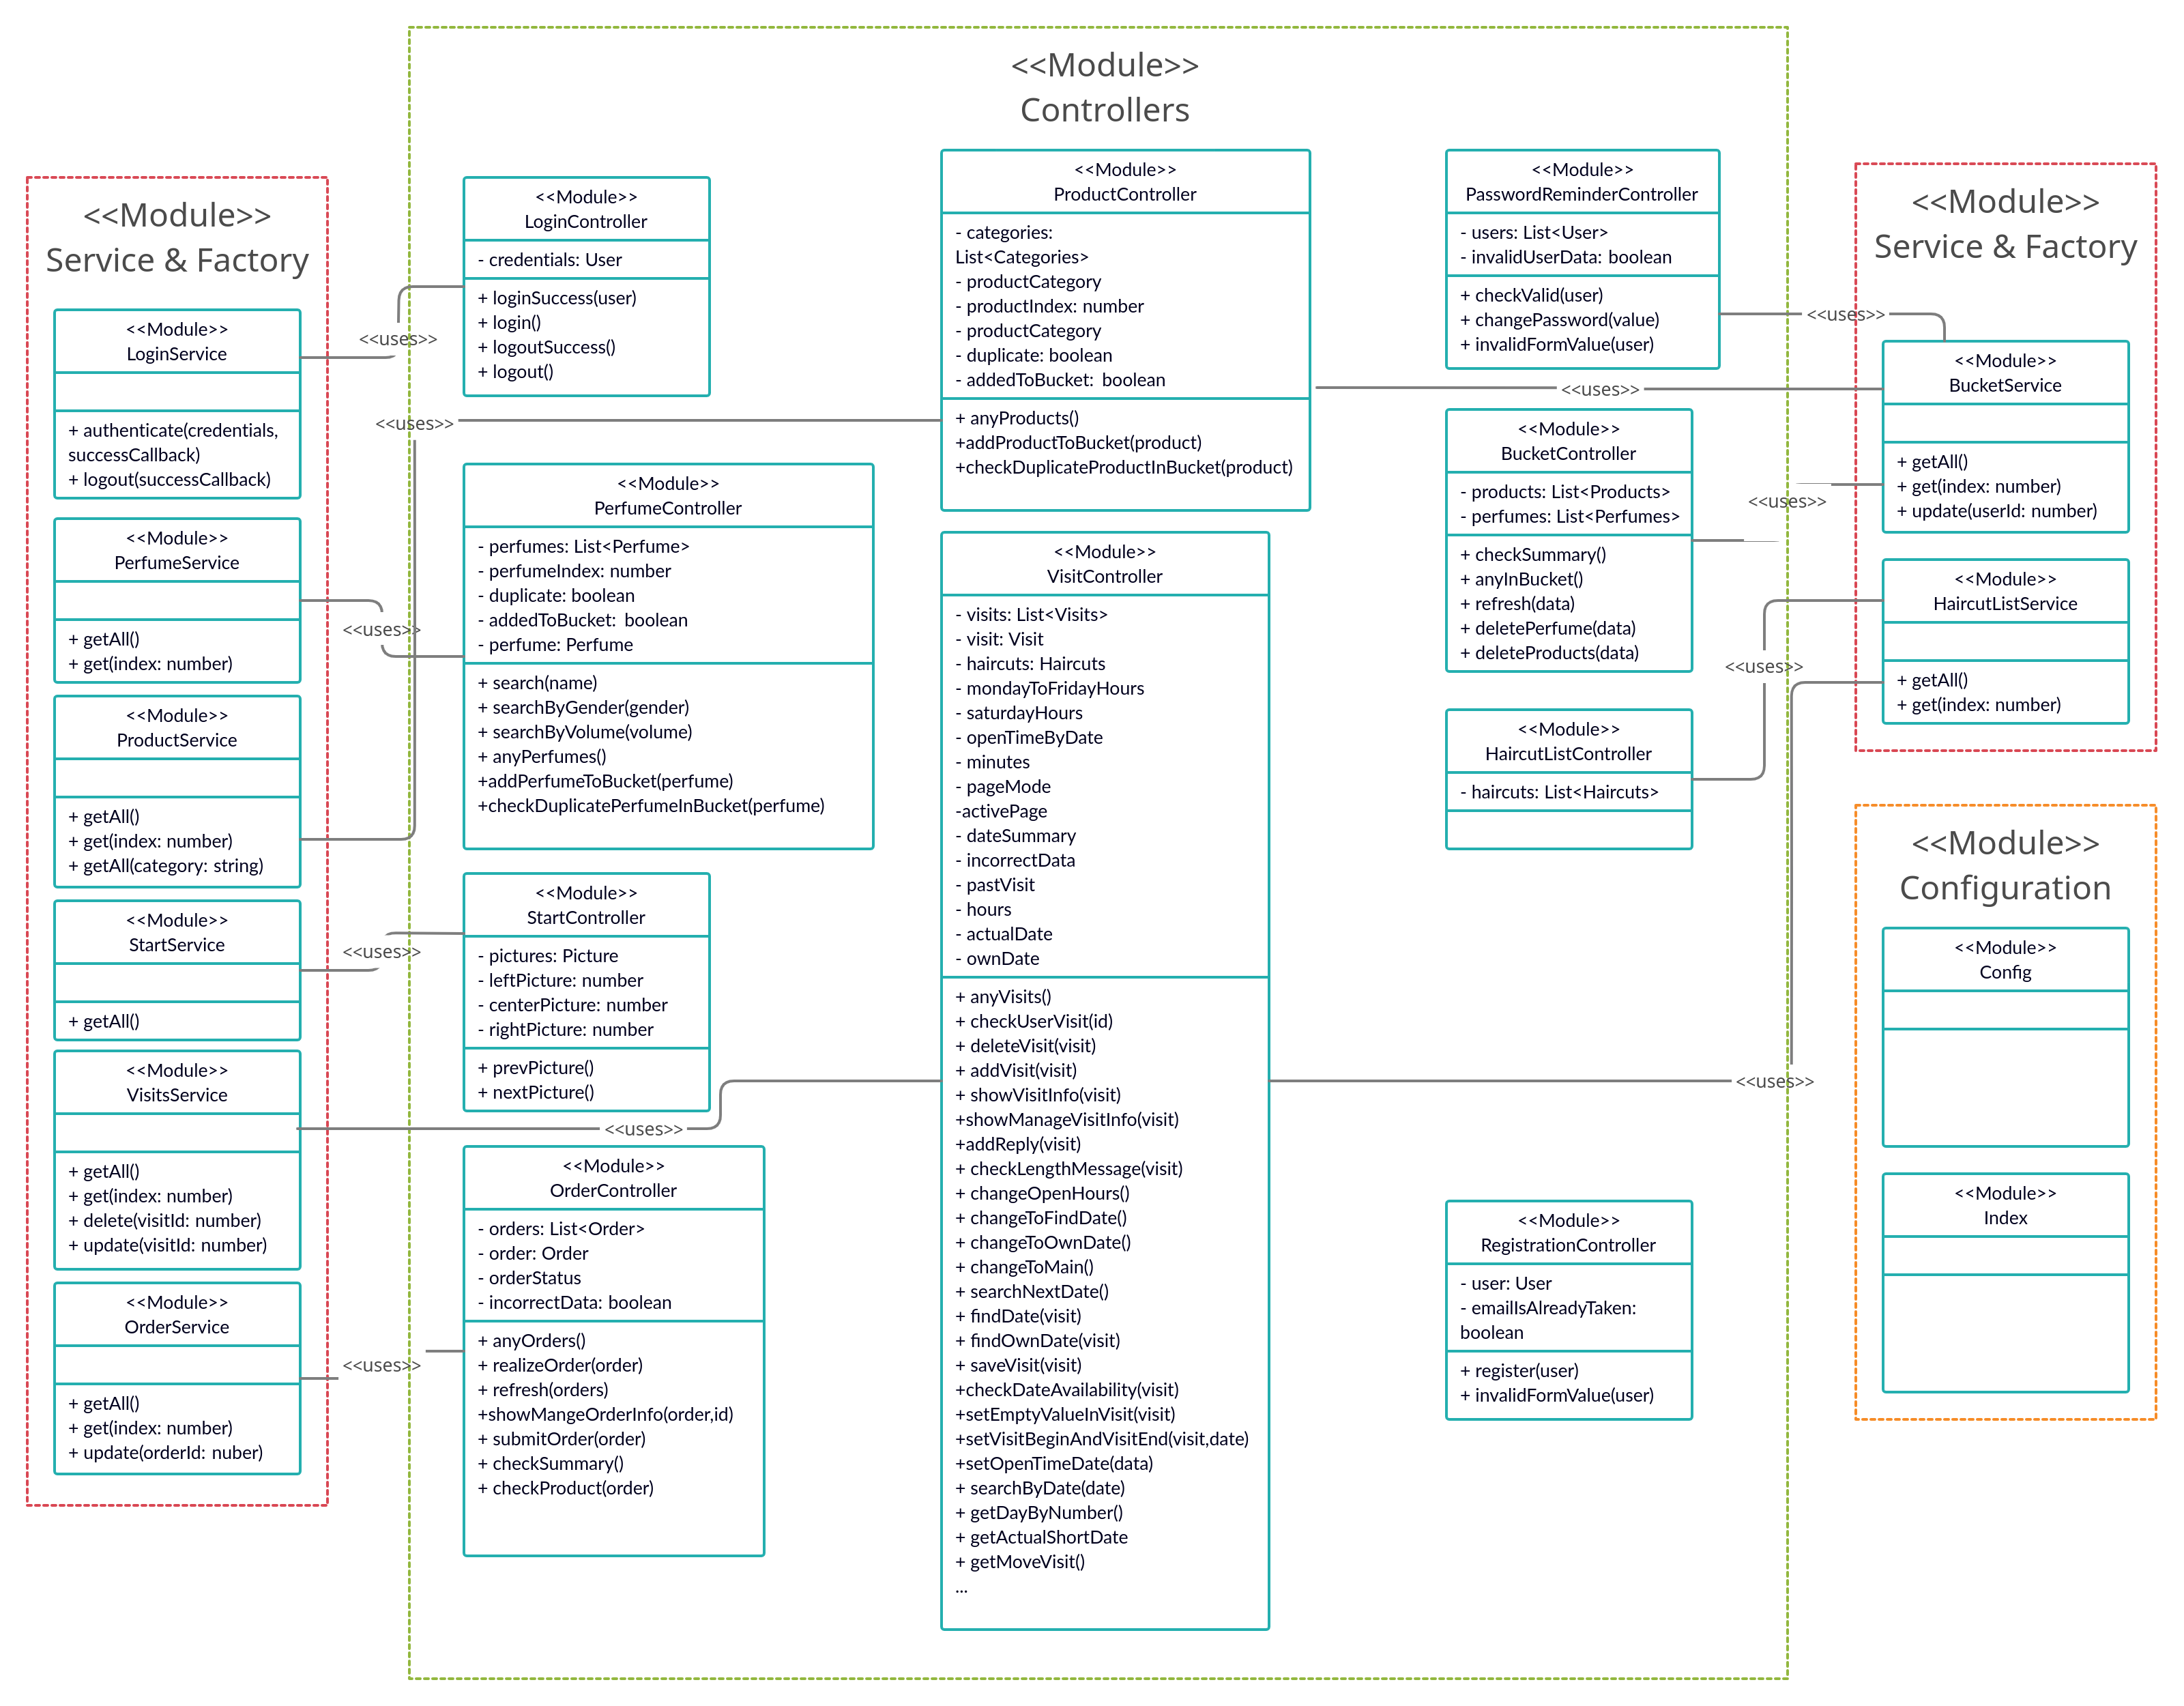 <<Module>>
Controllers
<<Module>>
Service & Factory
<<Module>>
LoginService
+ authenticate(credentials,
successCallback)
+ logout(successCallback)
<<Module>>
PerfumeService
+ getAll()
+ get(index: number)
<<Module>>
ProductService
+ getAll()
+ get(index: number)
+ getAll(category: string)
<<Module>>
StartService
+ getAll()
<<Module>>
VisitsService
+ getAll()
+ get(index: number)
+ delete(visitId: number)
+ update(visitId: number)
<<Module>>
OrderService
+ getAll()
+ get(index: number)
+ update(orderId: nuber)
<<uses>>
<<uses>>
<<uses>>
<<uses>>
<<uses>>
<<uses>>
<<Module>>
LoginController
- credentials: User
+ loginSuccess(user)
+ login()
+ logoutSuccess()
+ logout()
<<Module>>
PerfumeController
- perfumes: List<Perfume>
- perfumeIndex: number
- duplicate: boolean
- addedToBucket: boolean
- perfume: Perfume
+ search(name)
+ searchByGender(gender)
+ searchByVolume(volume)
+ anyPerfumes()
+addPerfumeToBucket(perfume)
+checkDuplicatePerfumeInBucket(perfume)
<<Module>>
StartController
- pictures: Picture
- leftPicture: number
- centerPicture: number
- rightPicture: number
+ prevPicture()
+ nextPicture()
<<Module>>
OrderController
- orders: List<Order>
- order: Order
- orderStatus
- incorrectData: boolean
+ anyOrders()
+ realizeOrder(order)
+ refresh(orders)
+showMangeOrderInfo(order,id)
+ submitOrder(order)
+ checkSummary()
+ checkProduct(order)
<<Module>>
ProductController
- categories:
List<Categories>
- productCategory
- productIndex: number
- productCategory
- duplicate: boolean
- addedToBucket: boolean
+ anyProducts()
+addProductToBucket(product)
+checkDuplicateProductInBucket(product)
<<Module>>
VisitController
- visits: List<Visits>
- visit: Visit
- haircuts: Haircuts
- mondayToFridayHours
- saturdayHours
- openTimeByDate
- minutes
- pageMode
-activePage
- dateSummary
- incorrectData
- pastVisit
- hours
- actualDate
- ownDate
+ anyVisits()
+ checkUserVisit(id)
+ deleteVisit(visit)
+ addVisit(visit)
+ showVisitInfo(visit)
+showManageVisitInfo(visit)
+addReply(visit)
+ checkLengthMessage(visit)
+ changeOpenHours()
+ changeToFindDate()
+ changeToOwnDate()
+ changeToMain()
+ searchNextDate()
+ findDate(visit)
+ findOwnDate(visit)
+ saveVisit(visit)
+checkDateAvailability(visit)
+setEmptyValueInVisit(visit)
+setVisitBeginAndVisitEnd(visit,date)
+setOpenTimeDate(data)
+ searchByDate(date)
+ getDayByNumber()
+ getActualShortDate
+ getMoveVisit()
...
<<Module>>
PasswordReminderController
- users: List<User>
- invalidUserData: boolean
+ checkValid(user)
+ changePassword(value)
+ invalidFormValue(user)
<<Module>>
BucketController
- products: List<Products>
- perfumes: List<Perfumes>
+ checkSummary()
+ anyInBucket()
+ refresh(data)
+ deletePerfume(data)
+ deleteProducts(data)
<<Module>>
HaircutListController
- haircuts: List<Haircuts>
<<Module>>
RegistrationController
- user: User
- emailIsAlreadyTaken:
boolean
+ register(user)
+ invalidFormValue(user)
<<uses>>
<<uses>>
<<uses>>
<<uses>>
<<uses>>
<<Module>>
Service & Factory
<<Module>>
BucketService
+ getAll()
+ get(index: number)
+ update(userId: number)
<<Module>>
HaircutListService
+ getAll()
+ get(index: number)
<<Module>>
Configuration
<<Module>>
Config
<<Module>>
Index